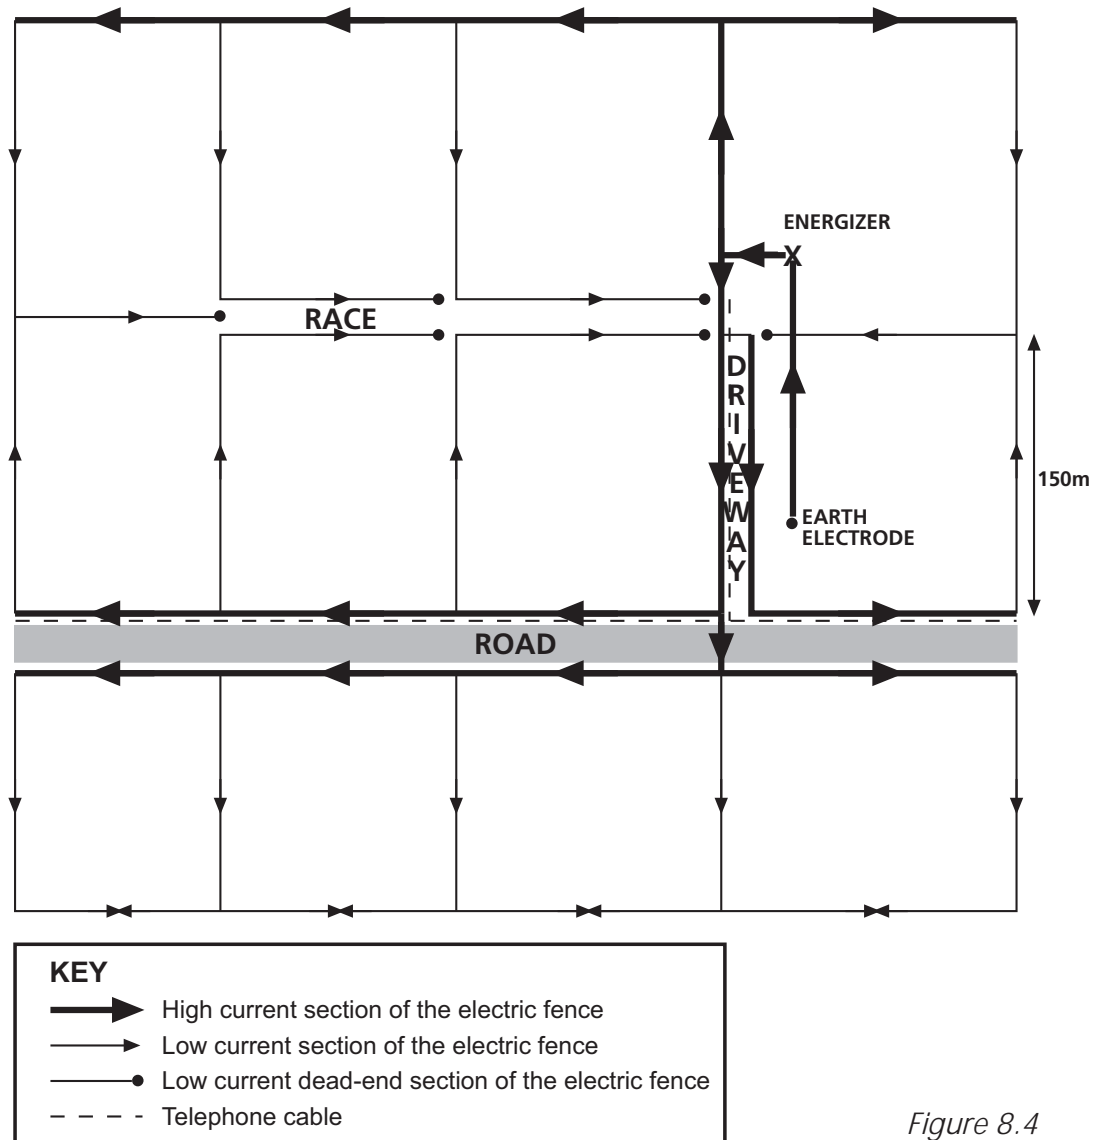 ENERGIZER
X
RACE
DRIVEWAY
150m
EARTH
ELECTRODE
ROAD
KEY
High current section of the electric fence
Low current section of the electric fence
Low current dead-end section of the electric fence
Telephone cable
Figure 8.4